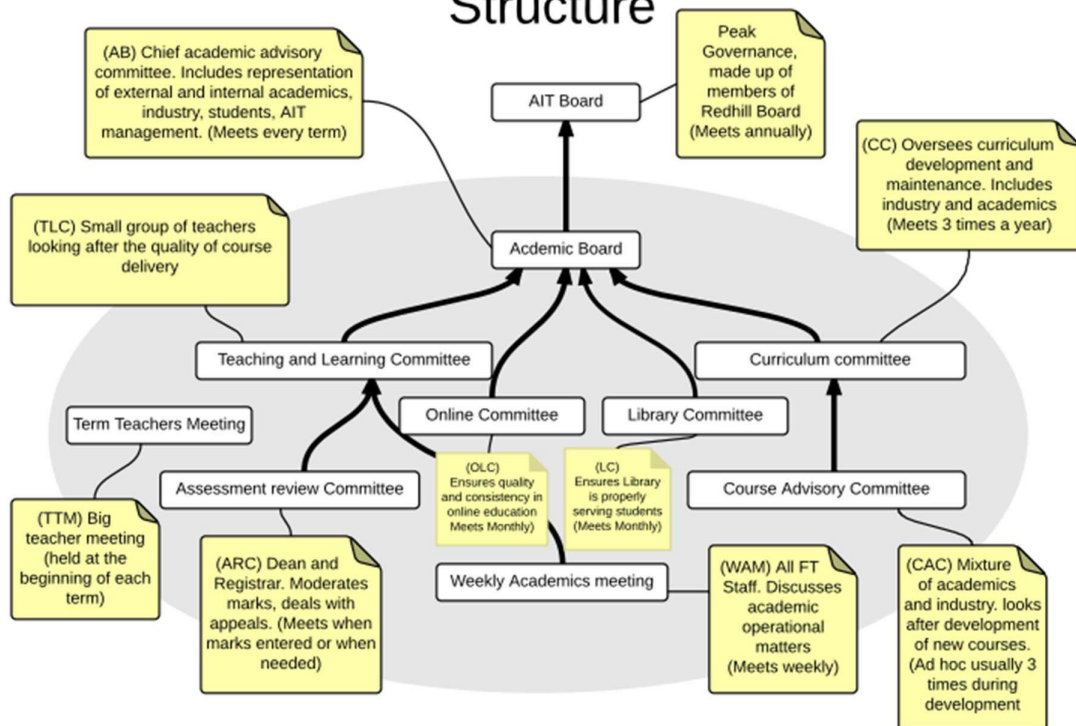 Structure
(AB) Chief academic advisory
committee. Includes representation
of external and internal academics,
industry, students, AIT
management. (Meets every term)
AIT Board
Peak
Governance,
made up of
members of
Redhill Board
(Meets annually)
(CC) Oversees curriculum
development and
maintenance. Includes
industry and academics
(Meets 3 times a year)
(TLC) Small group of teachers
looking after the quality of course
delivery
Acdemic Board
Teaching and Learning Committee
Curriculum committee
Term Teachers Meeting
Online Committee
Library Committee
Assessment review Committee
(OLC)
Ensures quality
and consistency in
online education
Meets Monthly)
(LC)
Ensures Library
is properly
serving students
(Meets Monthly)
Course Advisory Committee
(TTM) Big
teacher meeting
(held at the
beginning of each
term)
(ARC) Dean and
Registrar. Moderates
marks, deals with
appeals. (Meets when
marks entered or when
needed)
Weekly Academics meeting
(WAM) All FT
Staff. Discusses
academic
operational
matters
(Meets weekly)
(CAC) Mixture
of academics
and industry. looks
after development
of new courses.
(Ad hoc usually 3
times during
development